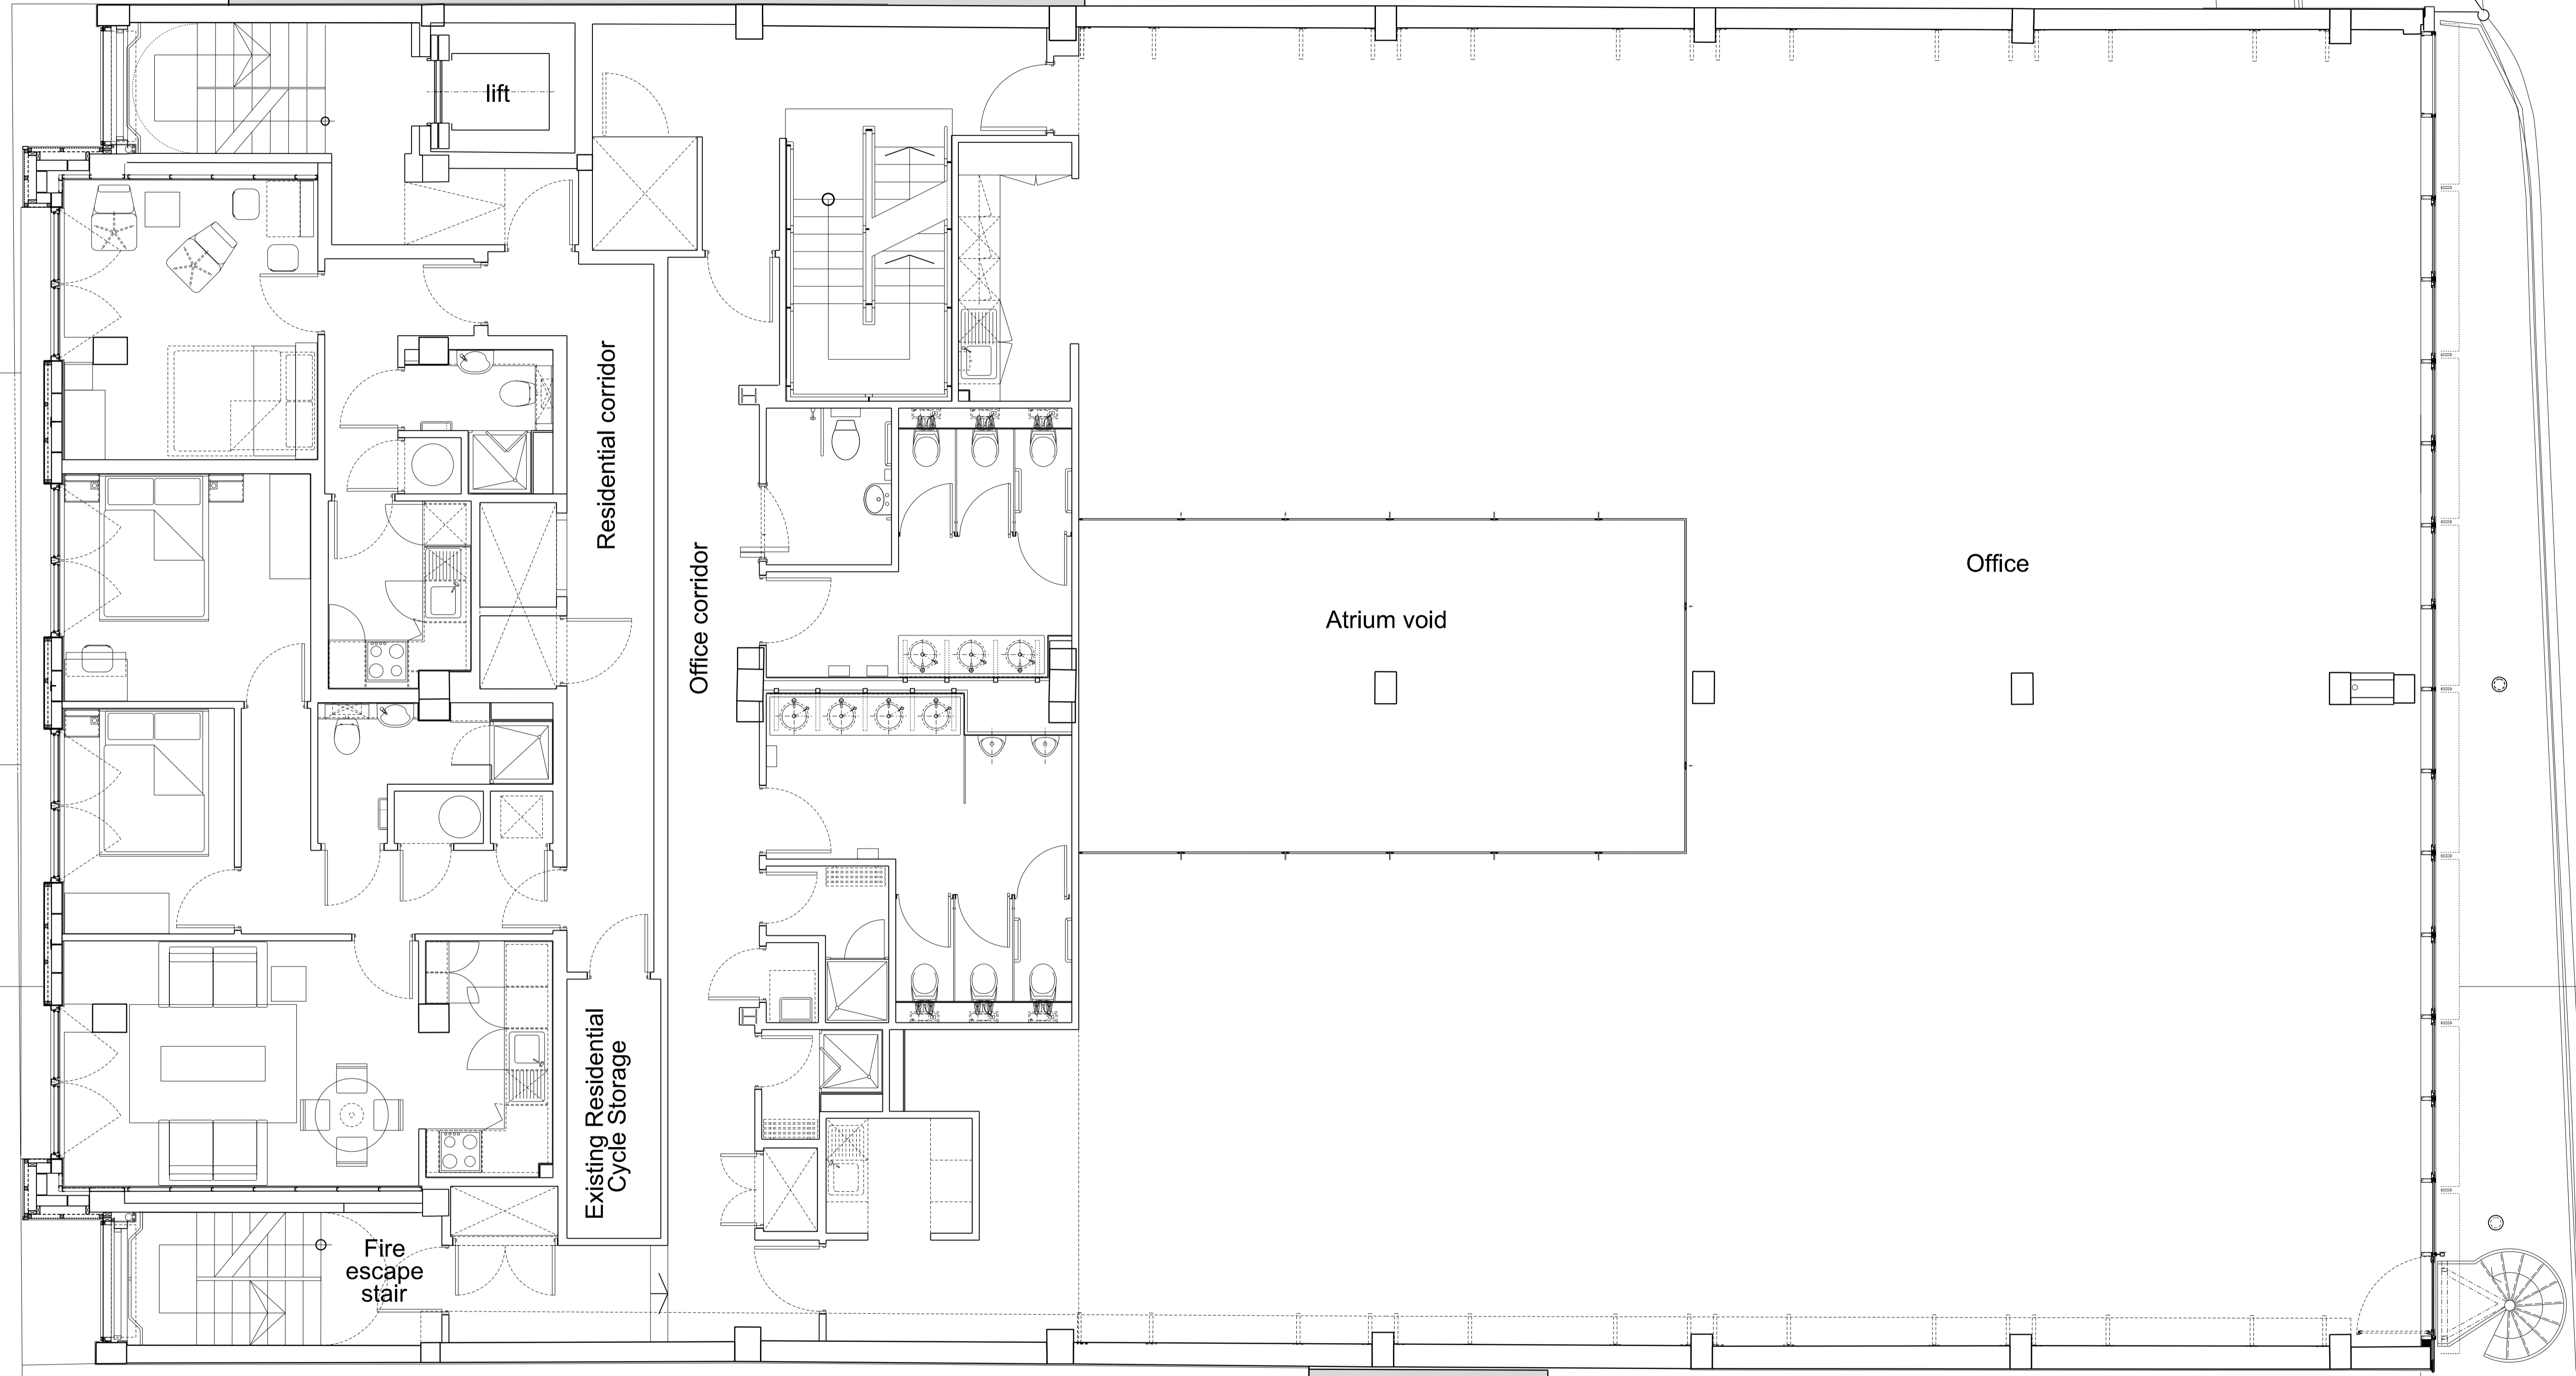 lift
Residential corridor
Office corridor
Office
Atrium void
Existing Residential
Cycle Storage
Fire
escape
stair